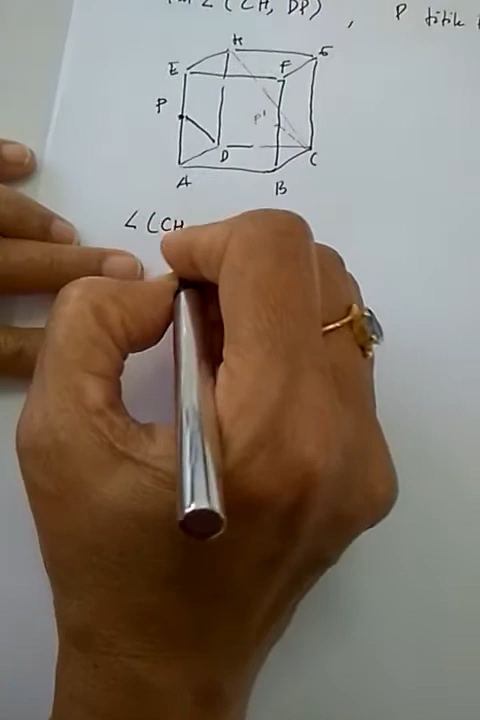 ∠ (CH, DP) , P titik
H G
E F
P P'
D C
A B
∠ (CH